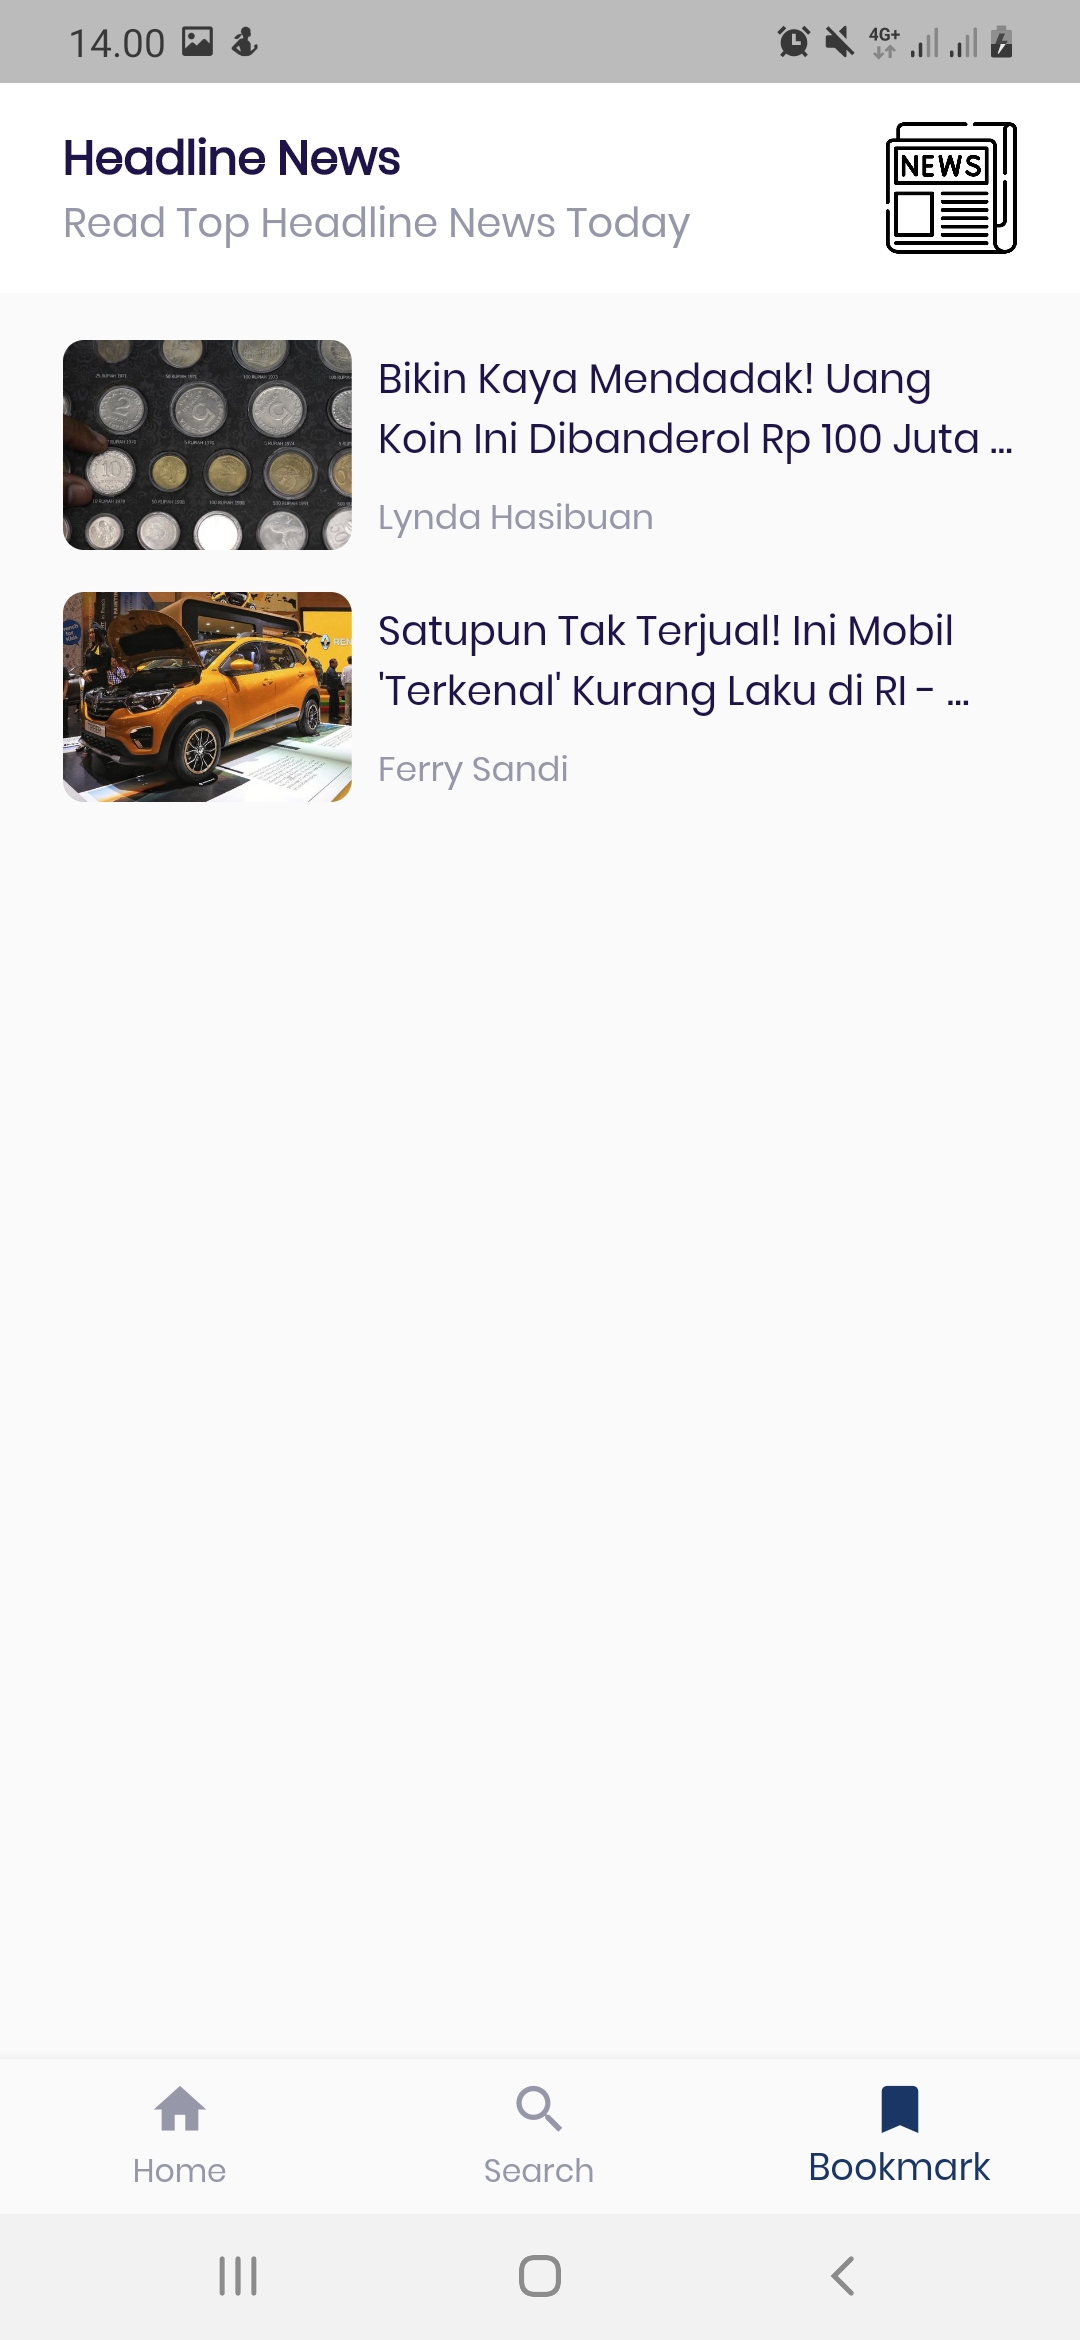 14.00
4G+
Headline News
Read Top Headline News Today
NEWS
Bikin Kaya Mendadak! Uang
Koin Ini Dibanderol Rp 100 Juta ...
Lynda Hasibuan
Satupun Tak Terjual! Ini Mobil
'Terkenal' Kurang Laku di RI - ...
Ferry Sandi
Home
Search
Bookmark